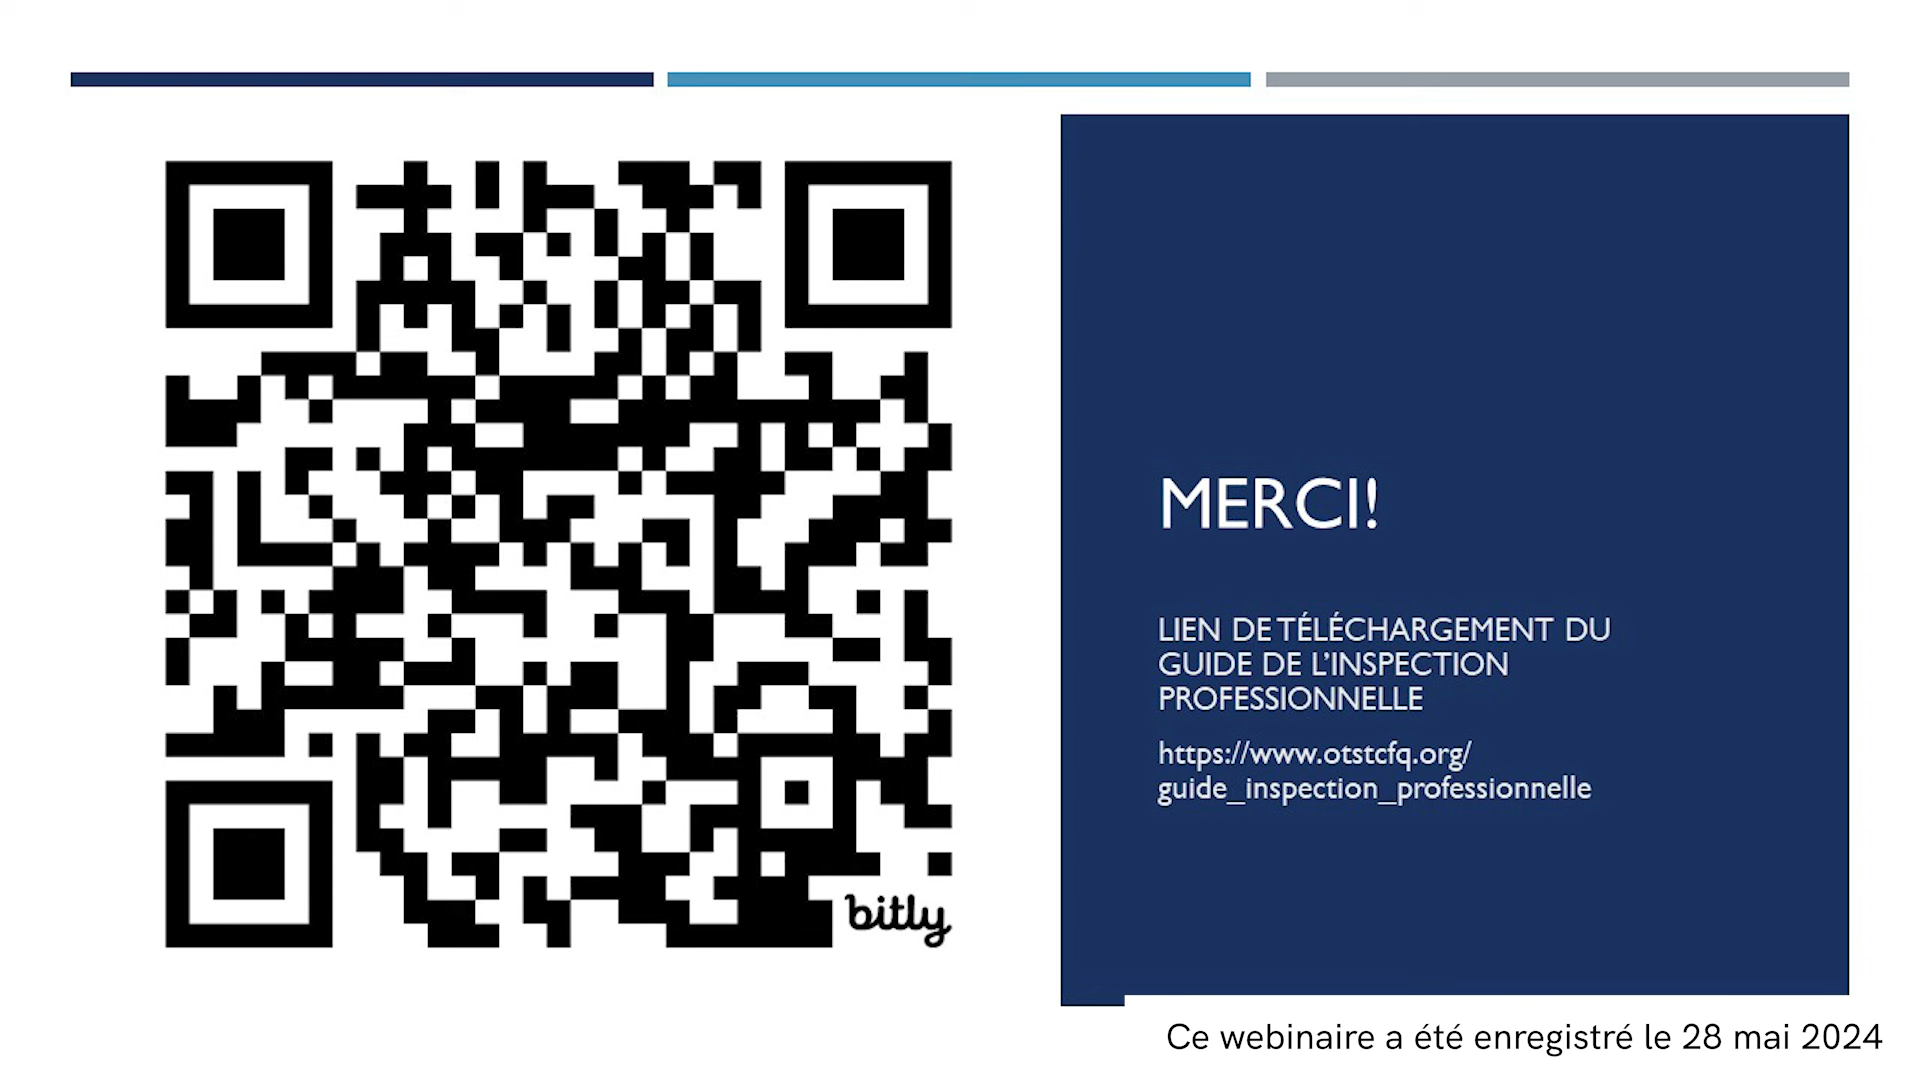 MERCI!
LIEN DE TÉLÉCHARGEMENT DU
GUIDE DE L’INSPECTION
PROFESSIONNELLE
https://www.otstcfq.org/
guide_inspection_professionnelle
bitly
Ce webinaire a été enregistré le 28 mai 2024